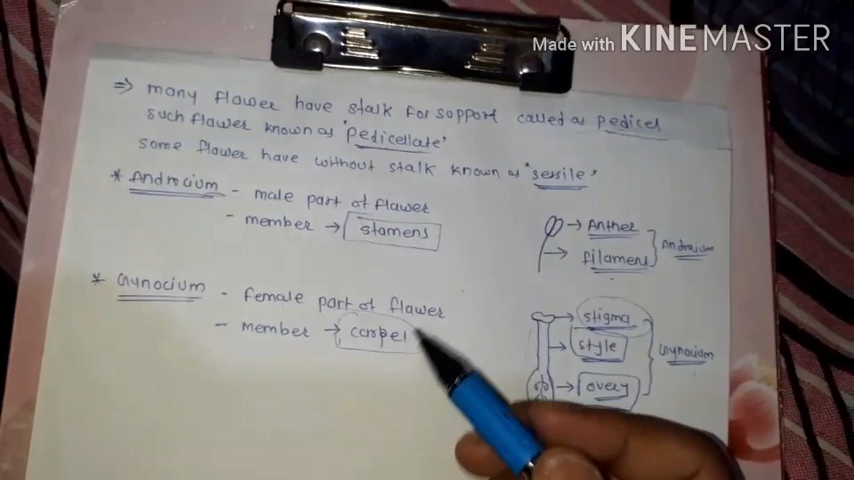 Made with KINEMASTER
⇒ many flower have stalk for support called as pedicel
such flower known as 'pedicellate'
some flower have without stalk known as 'sessile'
* Androcium - male part of flower
- member → stamens
→ Anther
→ filament
Androcium
* Gynocium - female part of flower
- member → carpel
→ stigma
→ style
→ overy
Gynocium